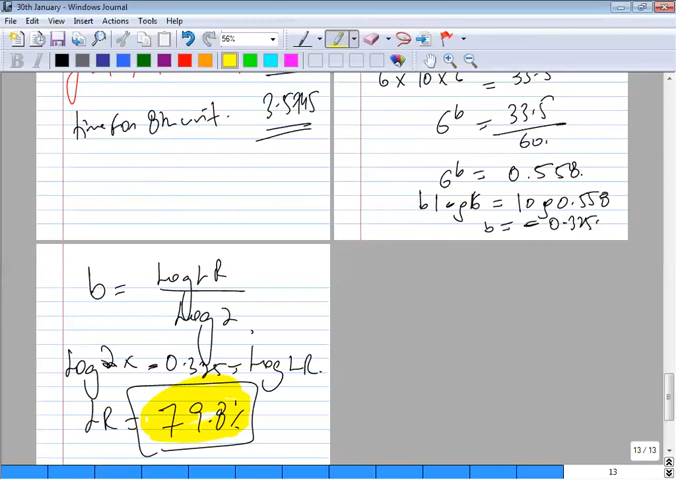 30th January - Windows Journal
File Edit View Insert Actions Tools Help
56%
B I
time for 8th unit. 3.5945
6 x 10 x 6 = 33.5
6^b = 33.5
60.
6^b = 0.558.
b log 6 = log 0.558
b = - 0.325
b = Log LR
Log 2
Log 2 x - 0.325 = Log LR.
LR = 79.8%
13 / 13
13